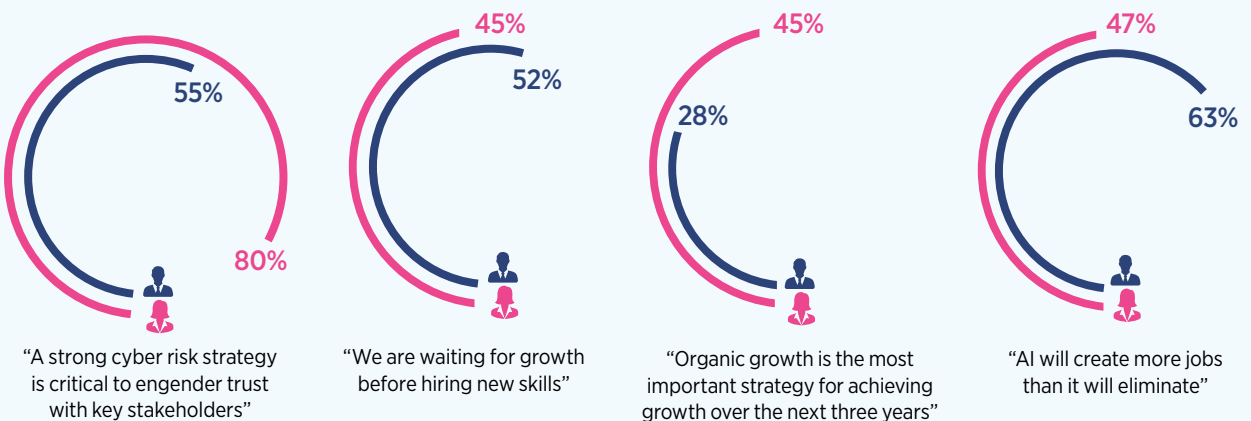 55%
80%
“A strong cyber risk strategy
is critical to engender trust
with key stakeholders”
45%
52%
“We are waiting for growth
before hiring new skills”
45%
28%
“Organic growth is the most
important strategy for achieving
growth over the next three years”
47%
63%
“AI will create more jobs
than it will eliminate”